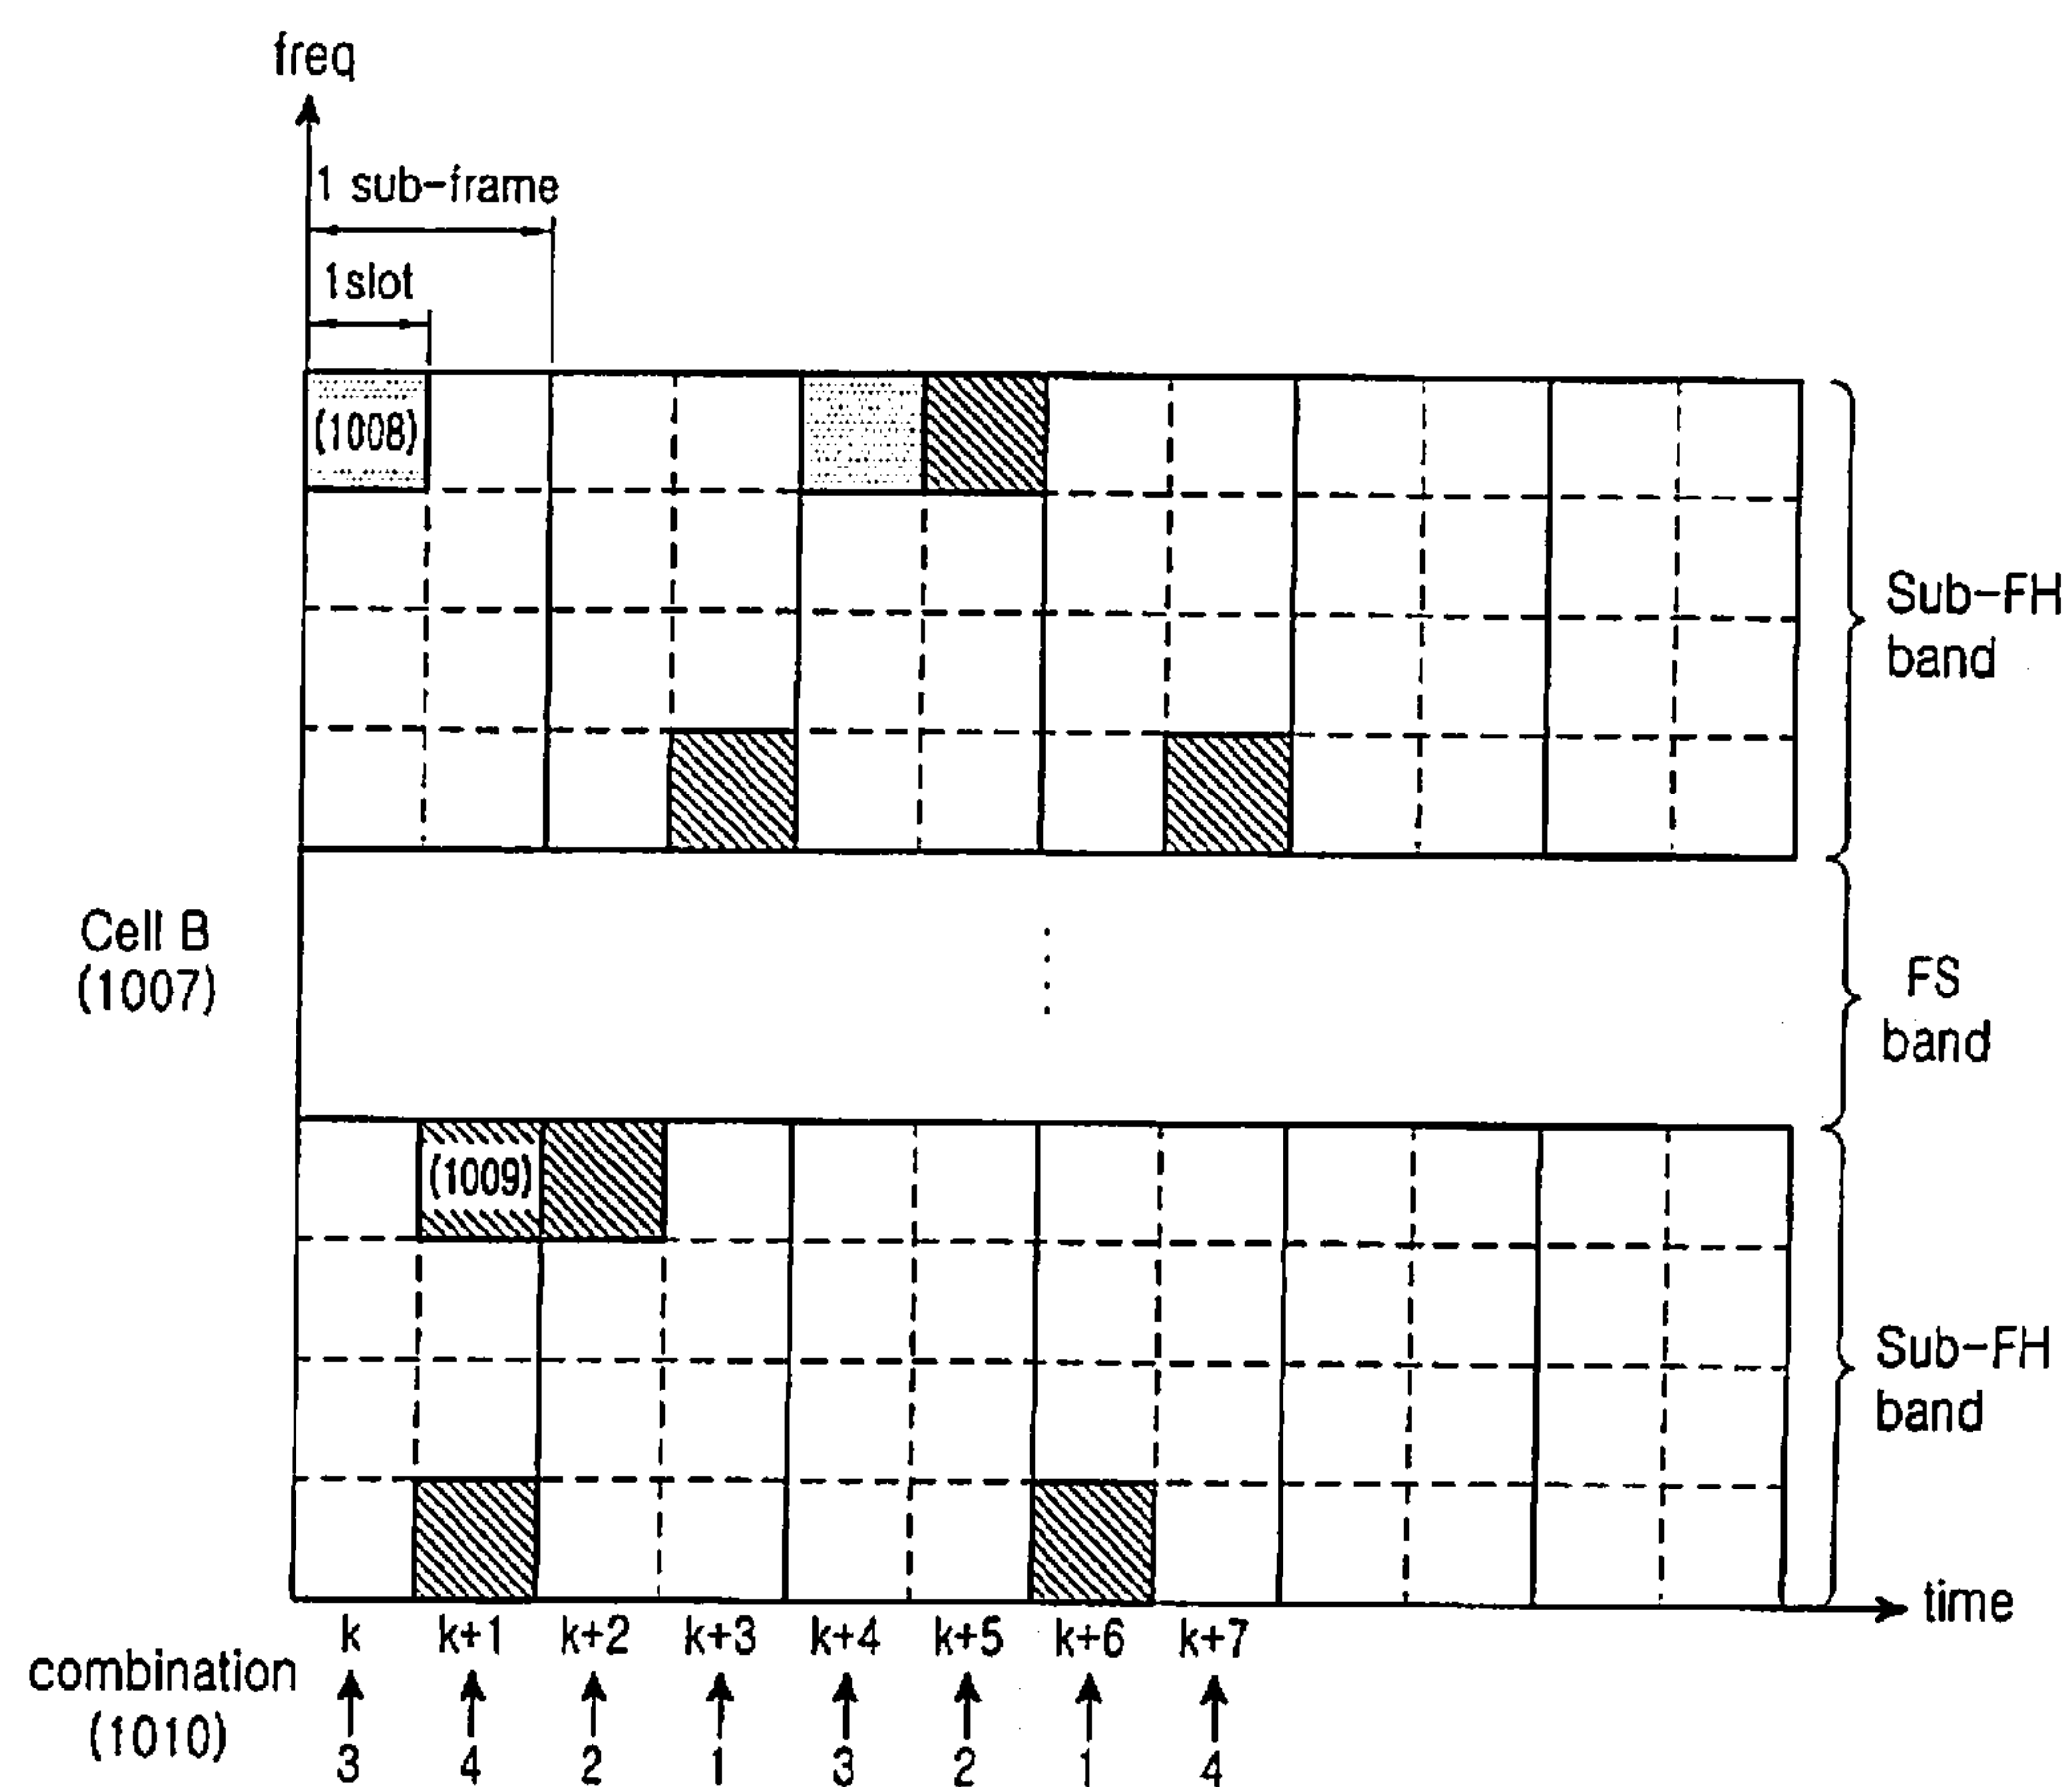 freq
1 sub-frame
1slot
(1008)
Sub-FH
band
Cell B
(1007)
FS
band
(1009)
Sub-FH
band
time
k k+1 k+2 k+3 k+4 k+5 k+6 k+7
combination
(1010)
3 4 2 1 3 2 1 4